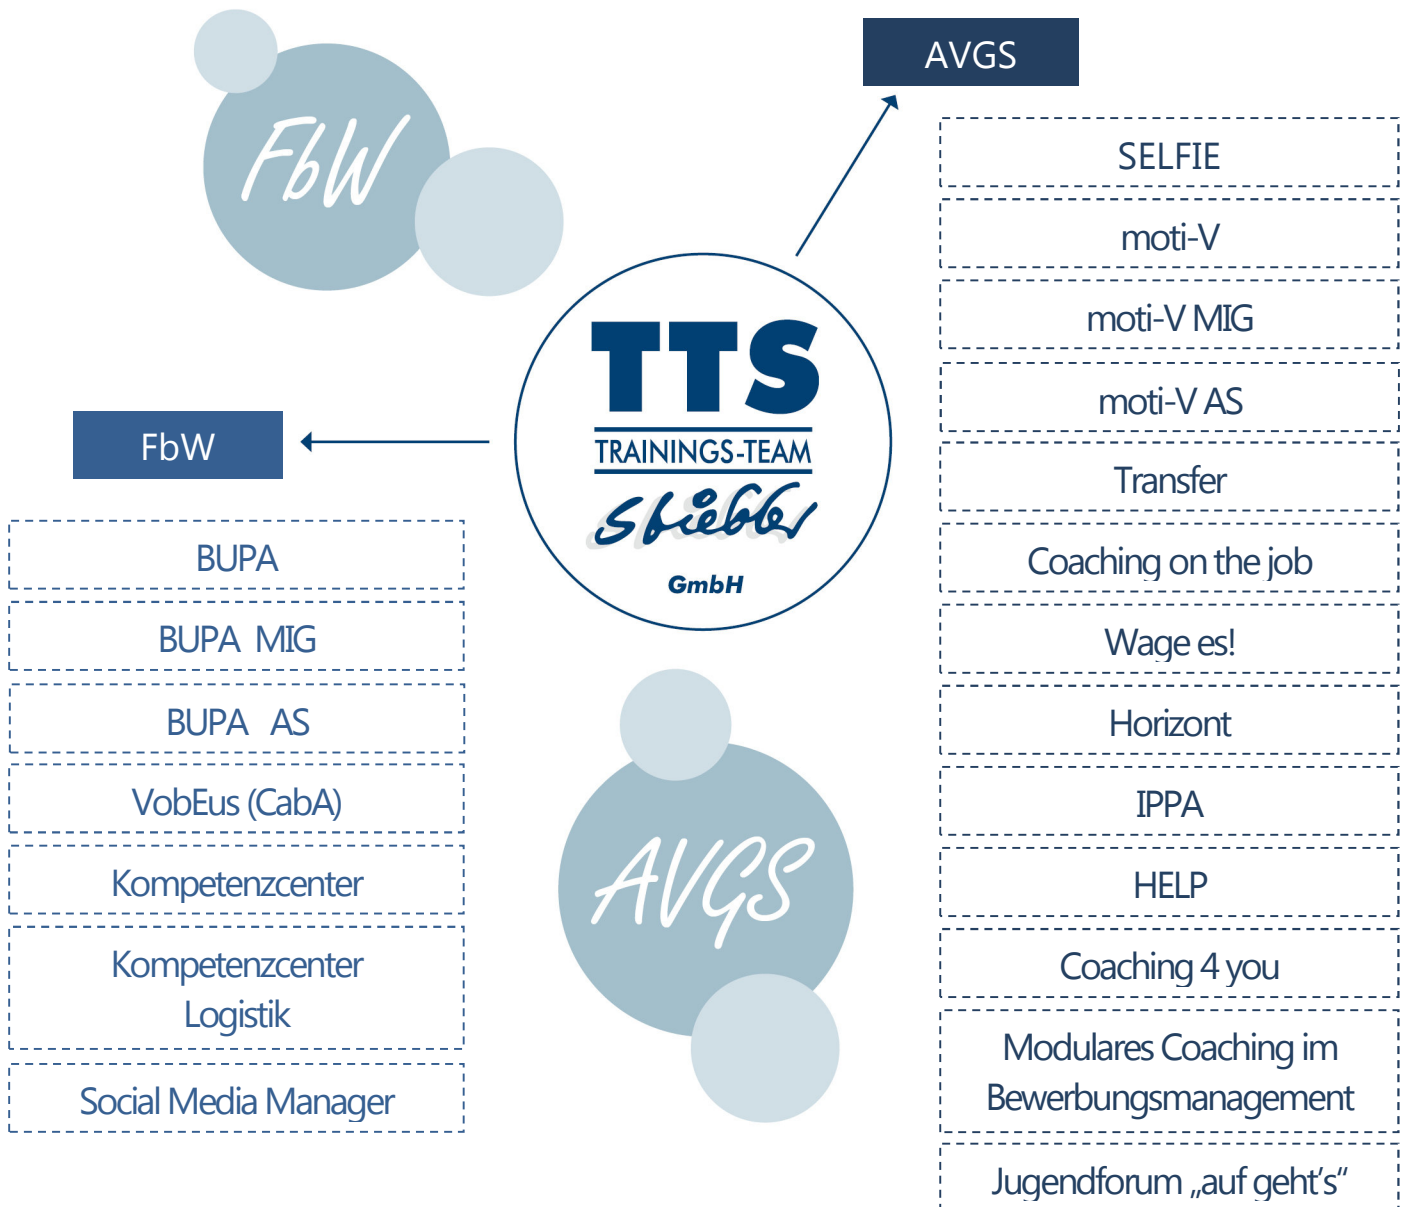 FbW
AVGS
TTS
TRAININGS-TEAM
Stiebler
GmbH
FbW
BUPA
BUPA MIG
BUPA AS
VobEus (CabA)
Kompetenzcenter
Kompetenzcenter
Logistik
Social Media Manager
AVGS
SELFIE
moti-V
moti-V MIG
moti-V AS
Transfer
Coaching on the job
Wage es!
Horizont
IPPA
HELP
Coaching 4 you
Modulares Coaching im
Bewerbungsmanagement
Jugendforum „auf geht’s“